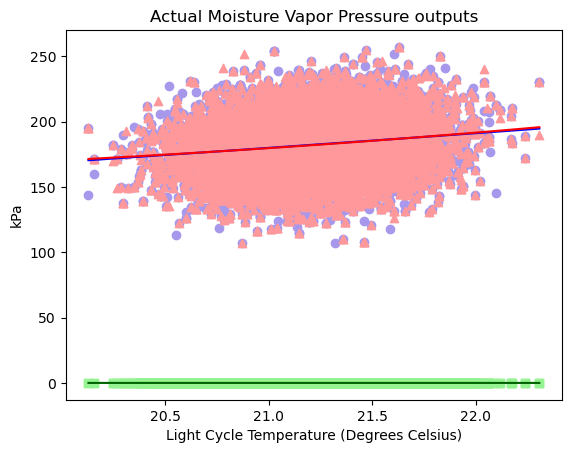 Actual Moisture Vapor Pressure outputs
250
200
150
100
50
0
kPa
20.5 21.0 21.5 22.0
Light Cycle Temperature (Degrees Celsius)